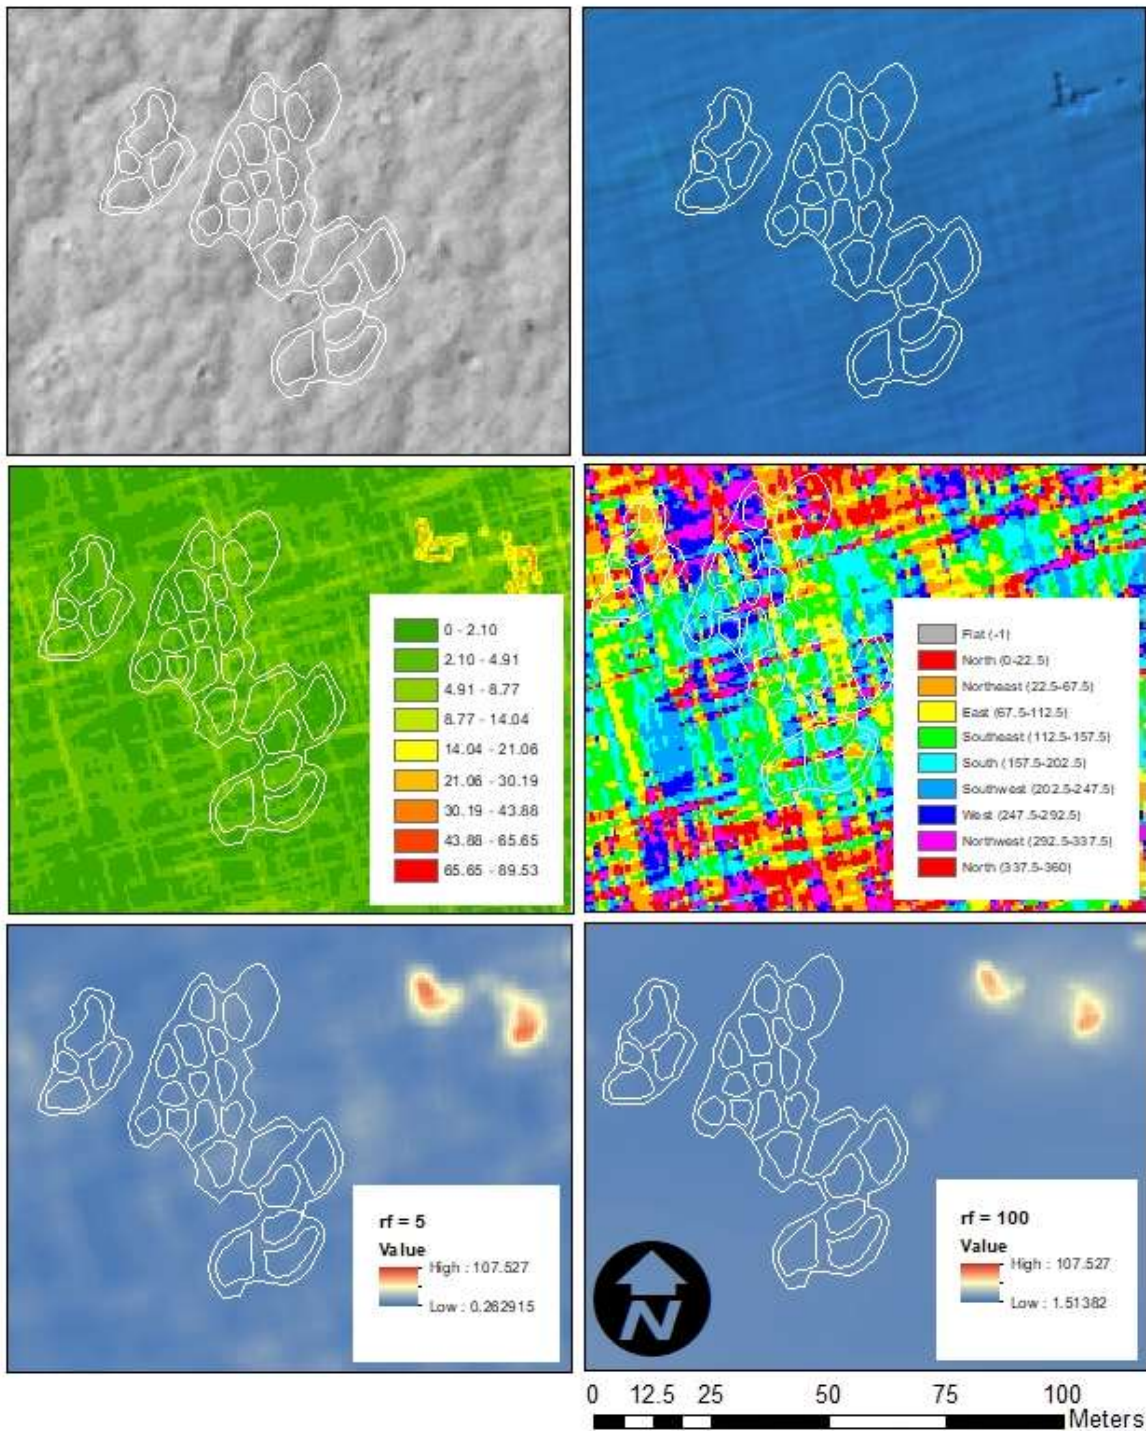 0 - 2.10
2.10 - 4.91
4.91 - 8.77
8.77 - 14.04
14.04 - 21.06
21.06 - 30.19
30.19 - 43.88
43.88 - 65.65
65.65 - 89.53
Flat (-1)
North (0-22.5)
Northeast (22.5-67.5)
East (67.5-112.5)
Southeast (112.5-157.5)
South (157.5-202.5)
Southwest (202.5-247.5)
West (247.5-292.5)
Northwest (292.5-337.5)
North (337.5-360)
rf = 5
Value
High : 107.527
Low : 0.262915
rf = 100
Value
High : 107.527
Low : 1.51382
N
0 12.5 25 50 75 100
Meters